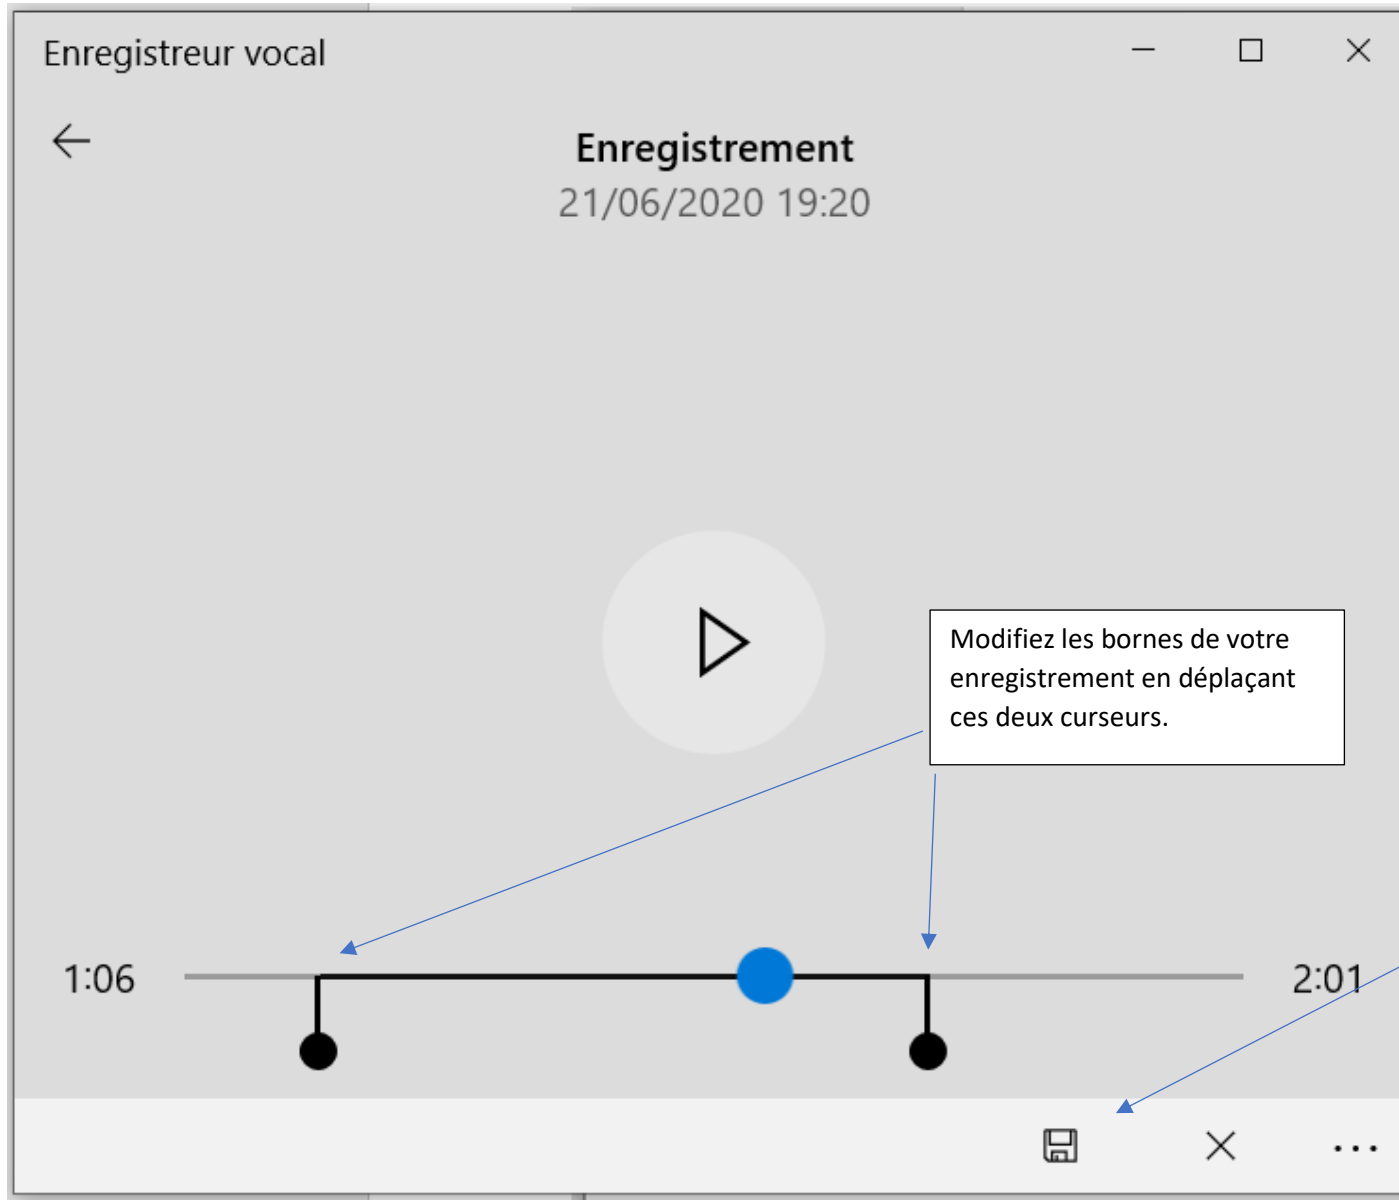 Enregistreur vocal
Enregistrement
21/06/2020 19:20
Modifiez les bornes de votre
enregistrement en déplaçant
ces deux curseurs.
1:06
2:01